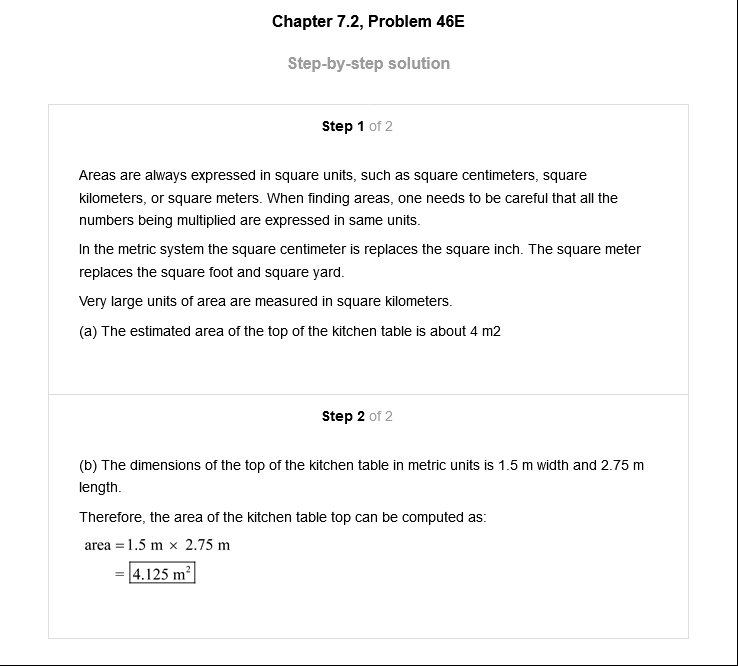 Chapter 7.2, Problem 46E
Step-by-step solution
Step 1 of 2
Areas are always expressed in square units, such as square centimeters, square
kilometers, or square meters. When finding areas, one needs to be careful that all the
numbers being multiplied are expressed in same units.
In the metric system the square centimeter is replaces the square inch. The square meter
replaces the square foot and square yard.
Very large units of area are measured in square kilometers.
(a) The estimated area of the top of the kitchen table is about 4 m2
Step 2 of 2
(b) The dimensions of the top of the kitchen table in metric units is 1.5 m width and 2.75 m
length.
Therefore, the area of the kitchen table top can be computed as:
area = 1.5 m × 2.75 m
= 4.125 m²